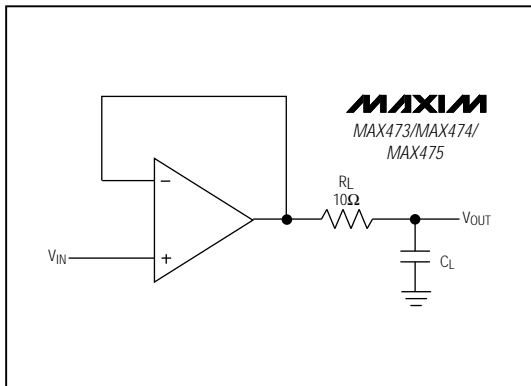 MAXIM
MAX473/MAX474/
MAX475
RL
10Ω
−
VIN
+
VOUT
CL